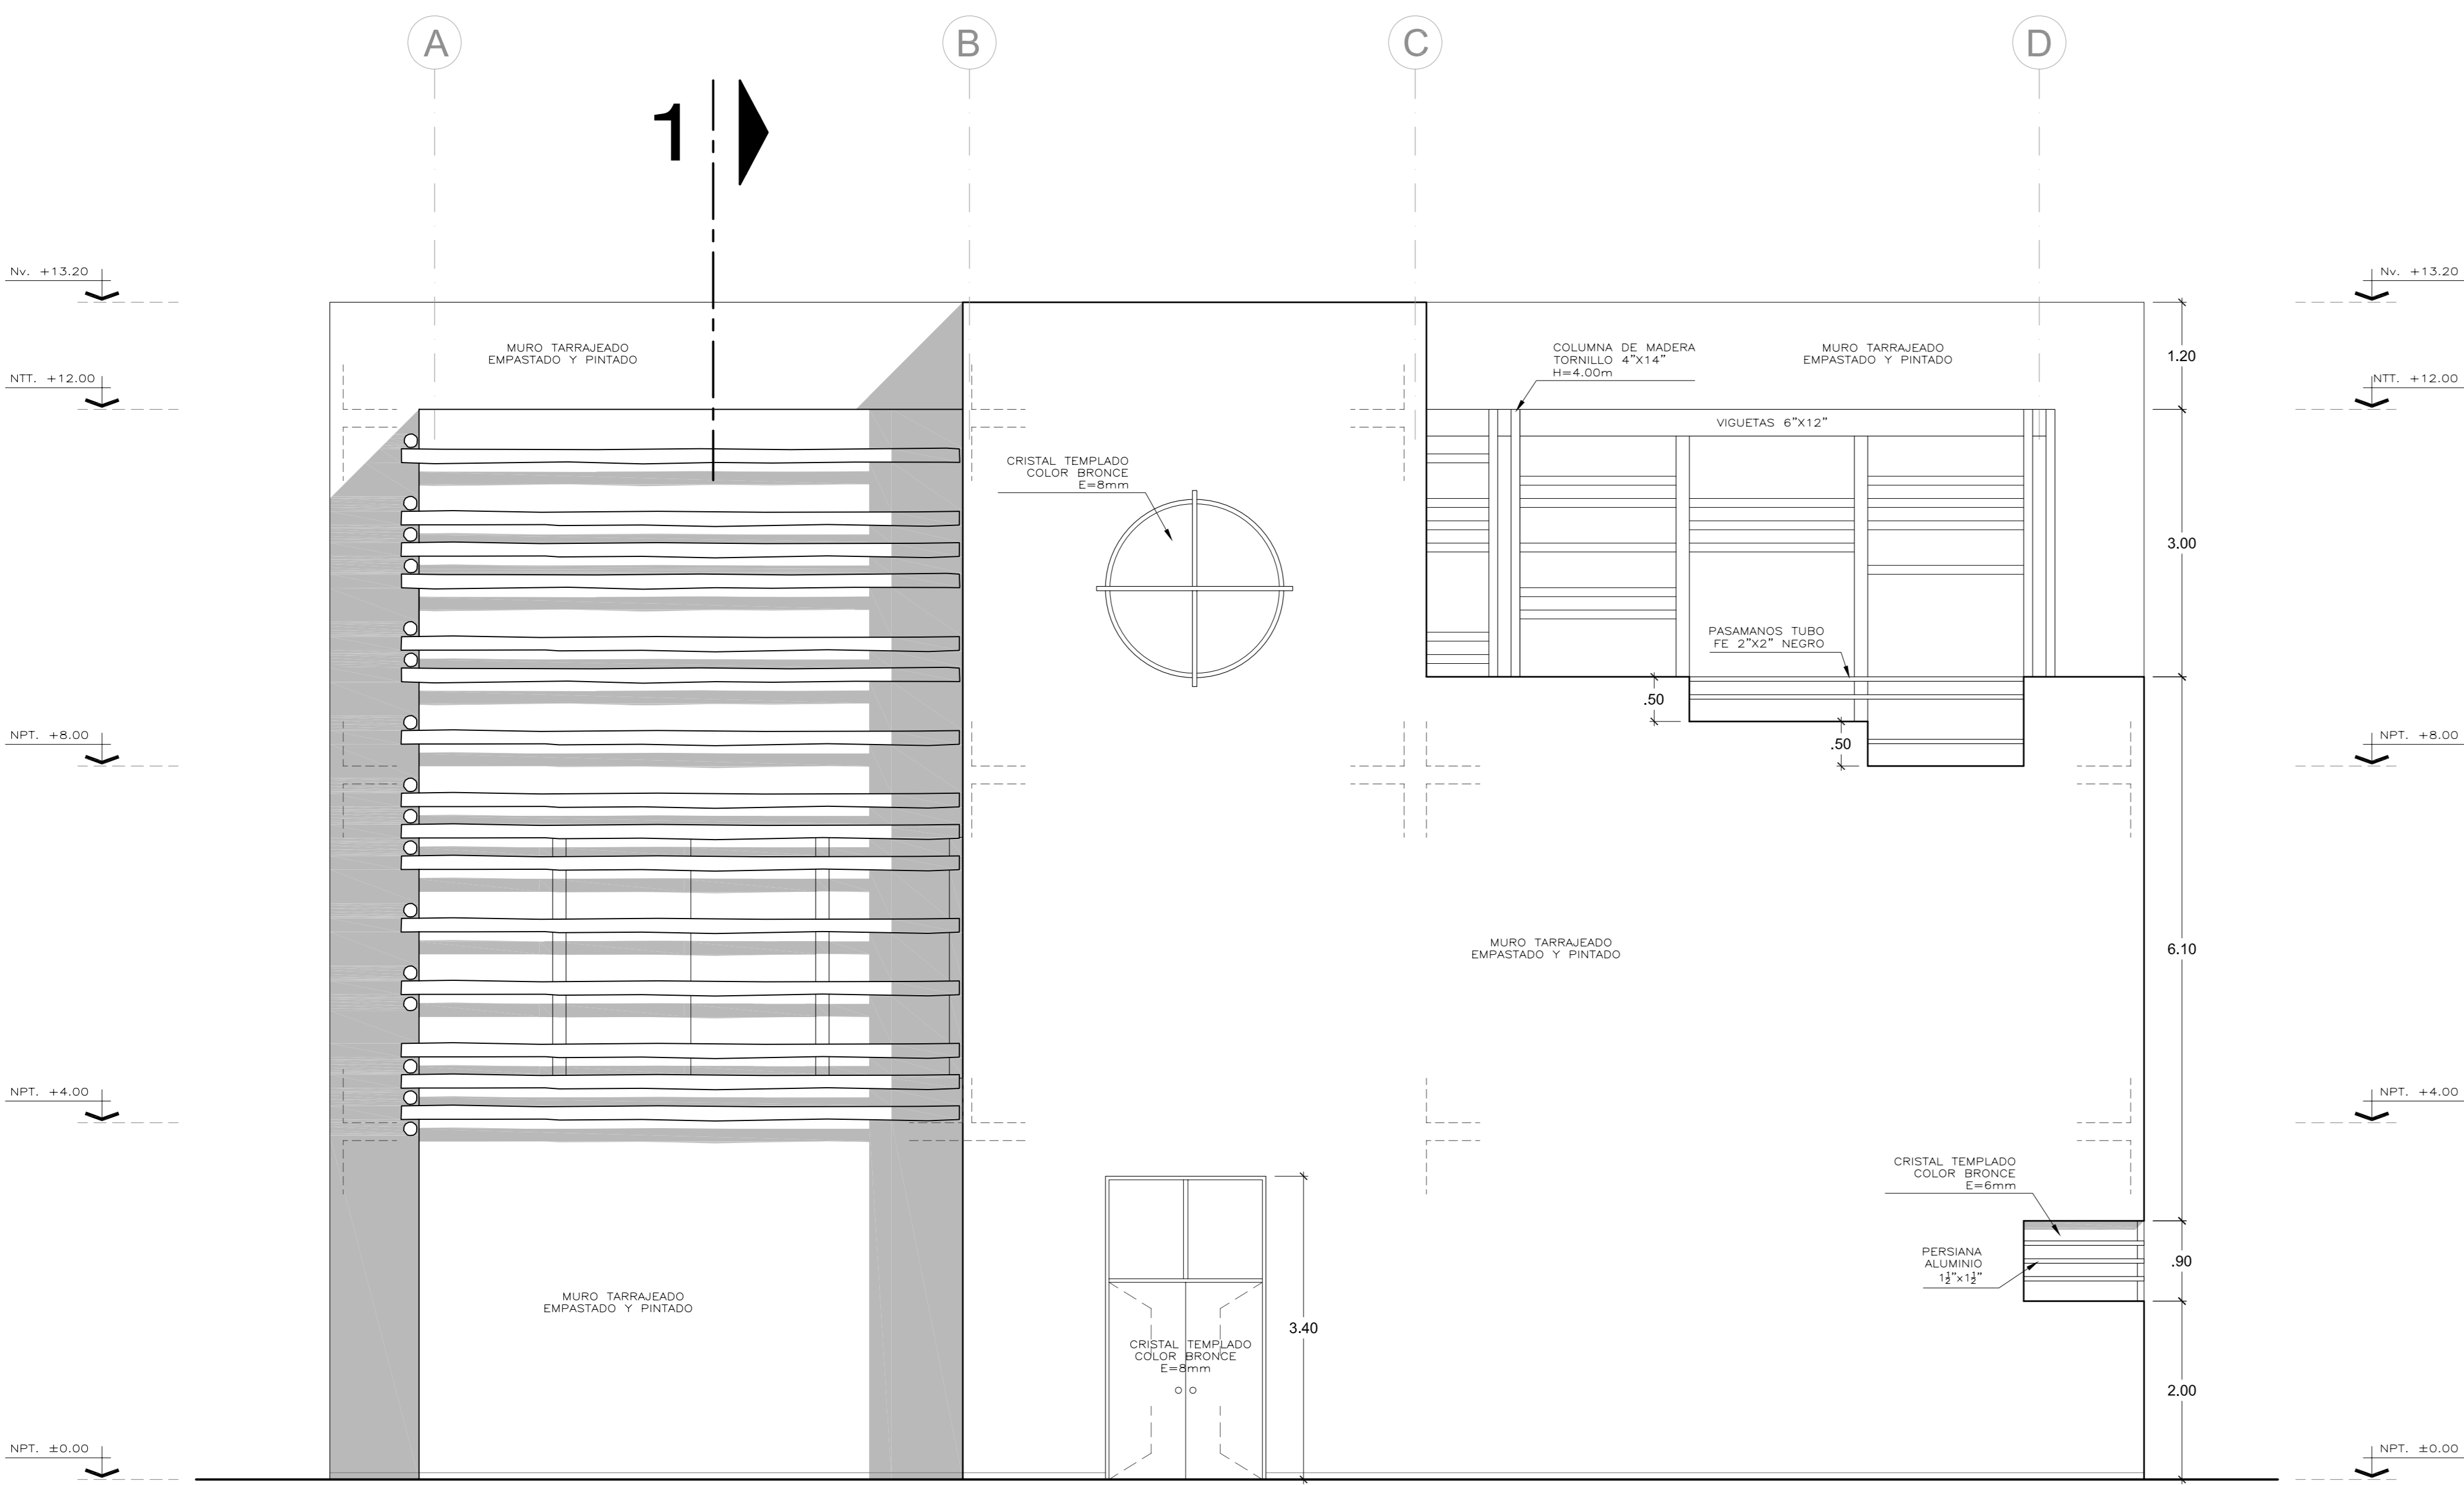 A
B
C
D
1
Nv. +13.20
Nv. +13.20
MURO TARRAJEADO
EMPASTADO Y PINTADO
COLUMNA DE MADERA
TORNILLO 4"X14"
H=4.00m
MURO TARRAJEADO
EMPASTADO Y PINTADO
1.20
NTT. +12.00
NTT. +12.00
VIGUETAS 6"X12"
CRISTAL TEMPLADO
COLOR BRONCE
E=8mm
3.00
PASAMANOS TUBO
FE 2"X2" NEGRO
.50
.50
NPT. +8.00
NPT. +8.00
MURO TARRAJEADO
EMPASTADO Y PINTADO
6.10
NPT. +4.00
NPT. +4.00
CRISTAL TEMPLADO
COLOR BRONCE
E=6mm
PERSIANA
ALUMINIO
1½"x1½"
.90
MURO TARRAJEADO
EMPASTADO Y PINTADO
3.40
CRISTAL TEMPLADO
COLOR BRONCE
E=8mm
2.00
NPT. ±0.00
NPT. ±0.00